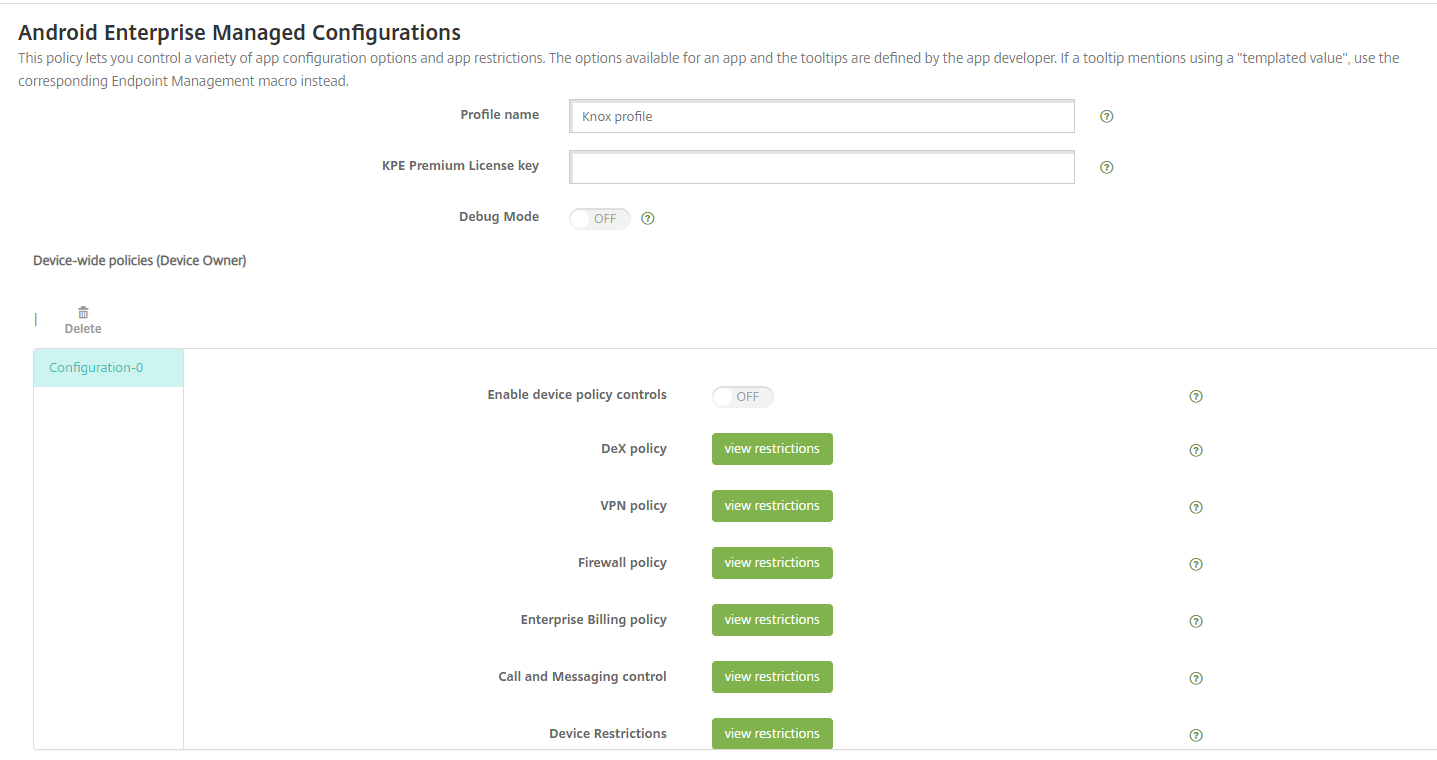 Android Enterprise Managed Configurations
This policy lets you control a variety of app configuration options and app restrictions. The options available for an app and the tooltips are defined by the app developer. If a tooltip mentions using a "templated value", use the
corresponding Endpoint Management macro instead.
Profile name Knox profile ?
KPE Premium License key ?
Debug Mode OFF ?
Device-wide policies (Device Owner)
| Delete
Configuration-0
Enable device policy controls OFF ?
DeX policy view restrictions ?
VPN policy view restrictions ?
Firewall policy view restrictions ?
Enterprise Billing policy view restrictions ?
Call and Messaging control view restrictions ?
Device Restrictions view restrictions ?